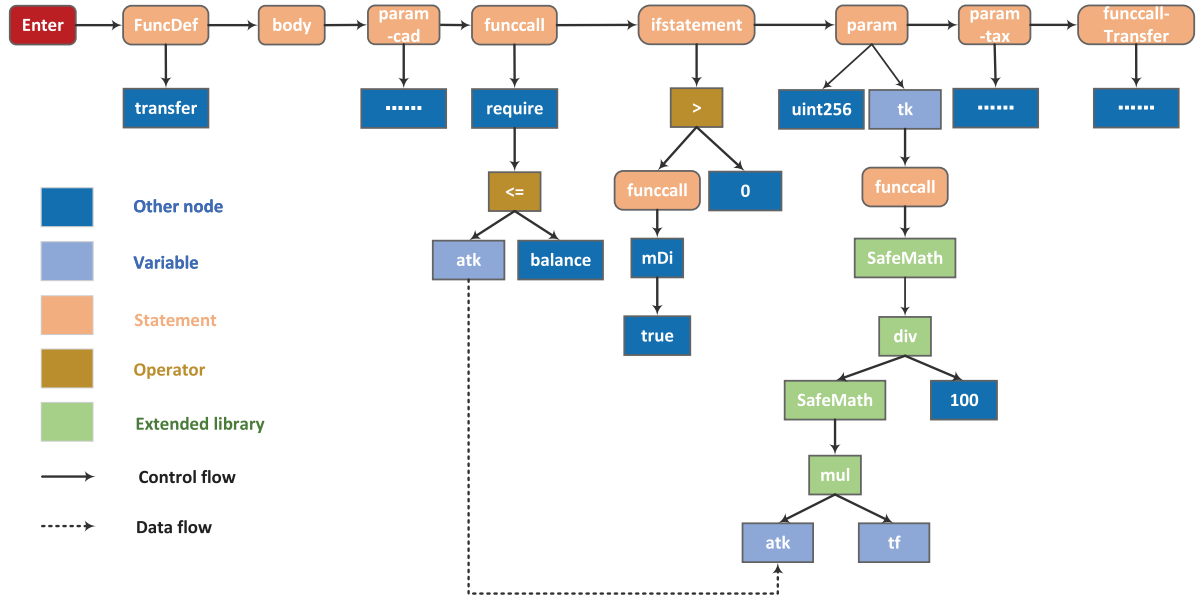 Enter
FuncDef
body
param
-cad
funccall
ifstatement
param
param
-tax
funccall-
Transfer
transfer
······
require
>
uint256
tk
······
······
<=
funccall
0
funccall
atk
balance
mDi
SafeMath
true
div
SafeMath
100
mul
atk
tf
Other node
Variable
Statement
Operator
Extended library
Control flow
Data flow